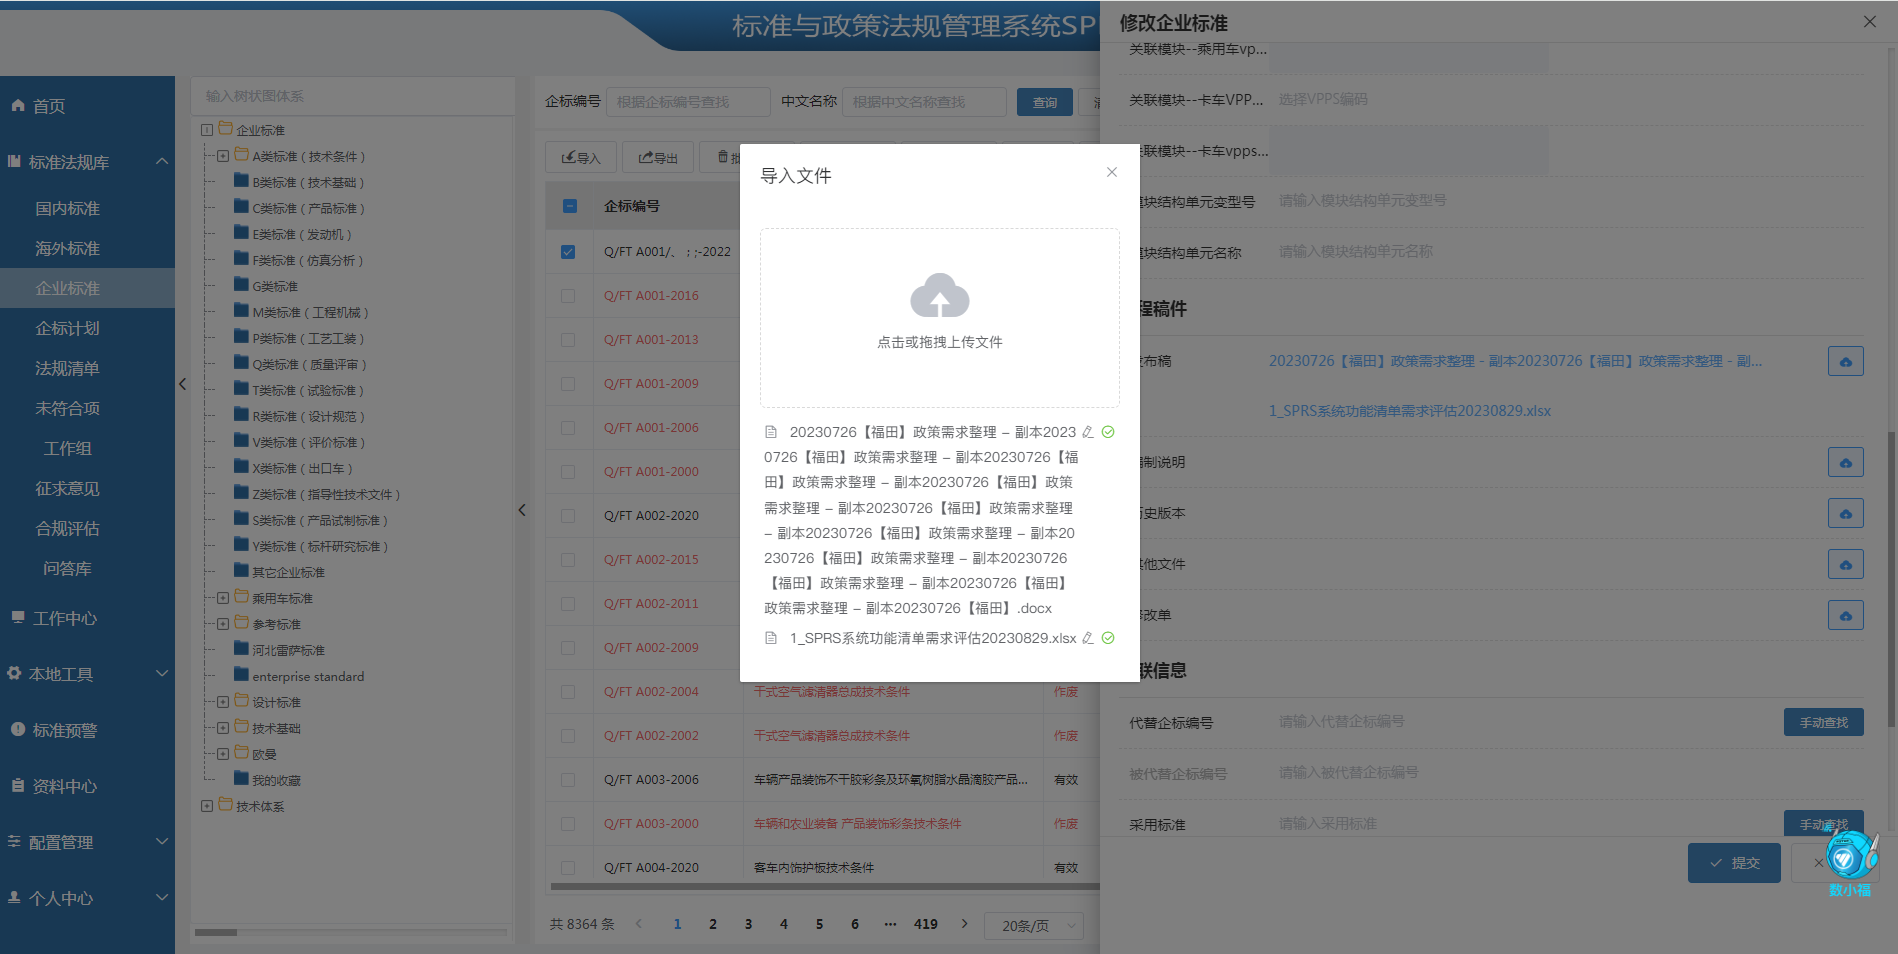 标准与政策法规管理系统SP
修改企业标准
首页
标准法规库
国内标准
海外标准
企业标准
企标计划
法规清单
未符合项
工作组
征求意见
合规评估
问答库
工作中心
本地工具
标准预警
资料中心
配置管理
个人中心
输入树状图体系
企业标准
A类标准（技术条件）
B类标准（技术基础）
C类标准（产品标准）
E类标准（发动机）
F类标准（仿真分析）
G类标准
M类标准（工程机械）
P类标准（工艺工装）
Q类标准（质量评审）
T类标准（试验标准）
R类标准（设计规范）
V类标准（评价标准）
X类标准（出口车）
Z类标准（指导性技术文件）
S类标准（产品试制标准）
Y类标准（标杆研究标准）
其它企业标准
乘用车标准
参考标准
河北雷萨标准
enterprise standard
设计标准
技术基础
欧曼
我的收藏
技术体系
企标编号 根据企标编号查找 中文名称 根据中文名称查找 查询
导入 导出 批
企标编号
Q/FT A001/、 ; ;-2022
Q/FT A001-2016
Q/FT A001-2013
Q/FT A001-2009
Q/FT A001-2006
Q/FT A001-2000
Q/FT A002-2020
Q/FT A002-2015
Q/FT A002-2011
Q/FT A002-2009
Q/FT A002-2004 干式空气滤清器总成技术条件 作废
Q/FT A002-2002 干式空气滤清器总成技术条件 作废
Q/FT A003-2006 车辆产品装饰不干胶彩条及环氧树脂水晶滴胶产品... 有效
Q/FT A003-2000 车辆和农业装备 产品装饰彩条技术条件 作废
Q/FT A004-2020 客车内饰护板技术条件 有效
共 8364 条 1 2 3 4 5 6 ... 419 20条/页
导入文件
点击或拖拽上传文件
20230726【福田】政策需求整理 – 副本2023
0726【福田】政策需求整理 – 副本20230726【福
田】政策需求整理 – 副本20230726【福田】政策
需求整理 – 副本20230726【福田】政策需求整理
– 副本20230726【福田】政策需求整理 – 副本20
230726【福田】政策需求整理 – 副本20230726
【福田】政策需求整理 – 副本20230726【福田】
政策需求整理 – 副本20230726【福田】.docx
1_SPRS系统功能清单需求评估20230829.xlsx
关联模块--乘用车vp...
关联模块--卡车VPP... 选择VPPS编码
联模块--卡车vpps...
块结构单元变型号 请输入模块结构单元变型号
块结构单元名称 请输入模块结构单元名称
程稿件
布稿 20230726【福田】政策需求整理 - 副本20230726【福田】政策需求整理 - 副...
1_SPRS系统功能清单需求评估20230829.xlsx
制说明
史版本
他文件
改单
联信息
代替企标编号 请输入代替企标编号 手动查找
被代替企标编号 请输入被代替企标编号
采用标准 请输入采用标准 手动查找
提交
数小福